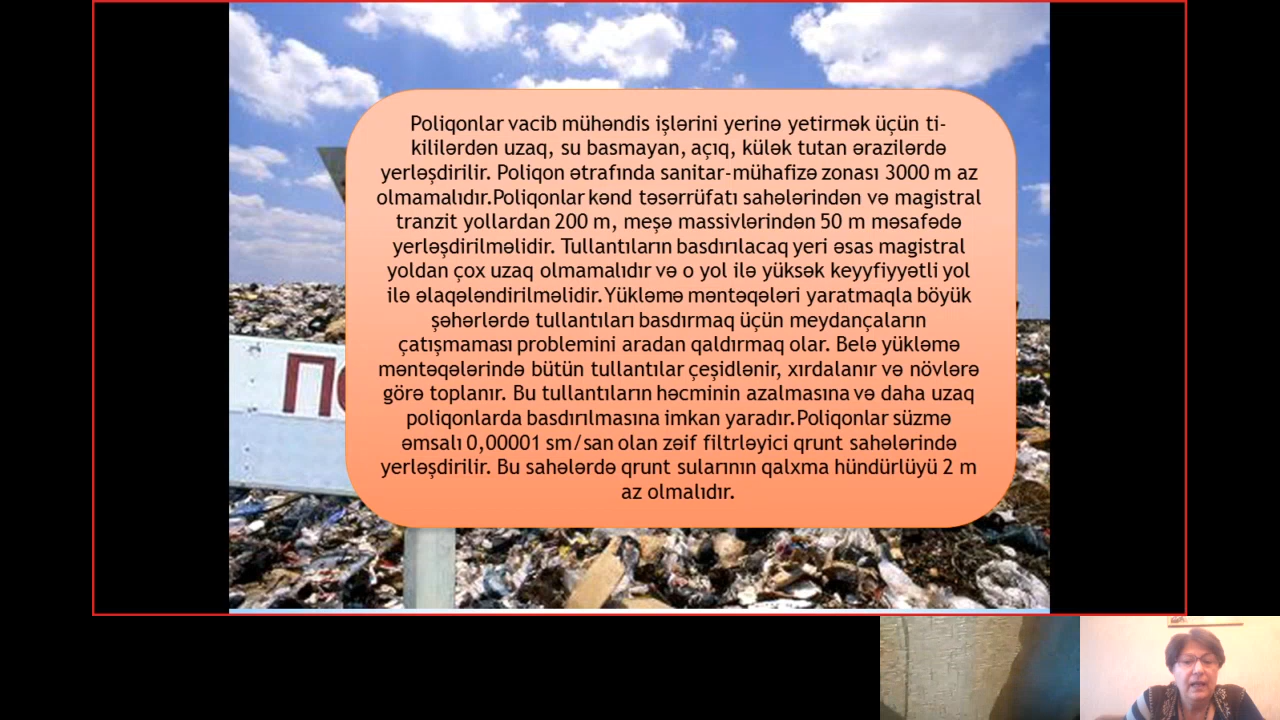 Poliqonlar vacib mühəndis işlərini yerinə yetirmək üçün ti-
kililərdən uzaq, su basmayan, açıq, külək tutan ərazilərdə
yerləşdirilir. Poliqon ətrafında sanitar-mühafizə zonası 3000 m az
olmamalıdır.Poliqonlar kənd təsərrüfatı sahələrindən və magistral
tranzit yollardan 200 m, meşə massivlərindən 50 m məsafədə
yerləşdirilməlidir. Tullantıların basdırılacaq yeri əsas magistral
yoldan çox uzaq olmamalıdır və o yol ilə yüksək keyyfiyyətli yol
ilə əlaqələndirilməlidir.Yükləmə məntəqələri yaratmaqla böyük
şəhərlərdə tullantıları basdırmaq üçün meydançaların
çatışmaması problemini aradan qaldırmaq olar. Belə yükləmə
məntəqələrində bütün tullantılar çeşidlənir, xırdalanır və növlərə
görə toplanır. Bu tullantıların həcminin azalmasına və daha uzaq
poliqonlarda basdırılmasına imkan yaradır.Poliqonlar süzmə
əmsalı 0,00001 sm/san olan zəif filtrləyici qrunt sahələrində
yerləşdirilir. Bu sahələrdə qrunt sularının qalxma hündürlüyü 2 m
az olmalıdır.